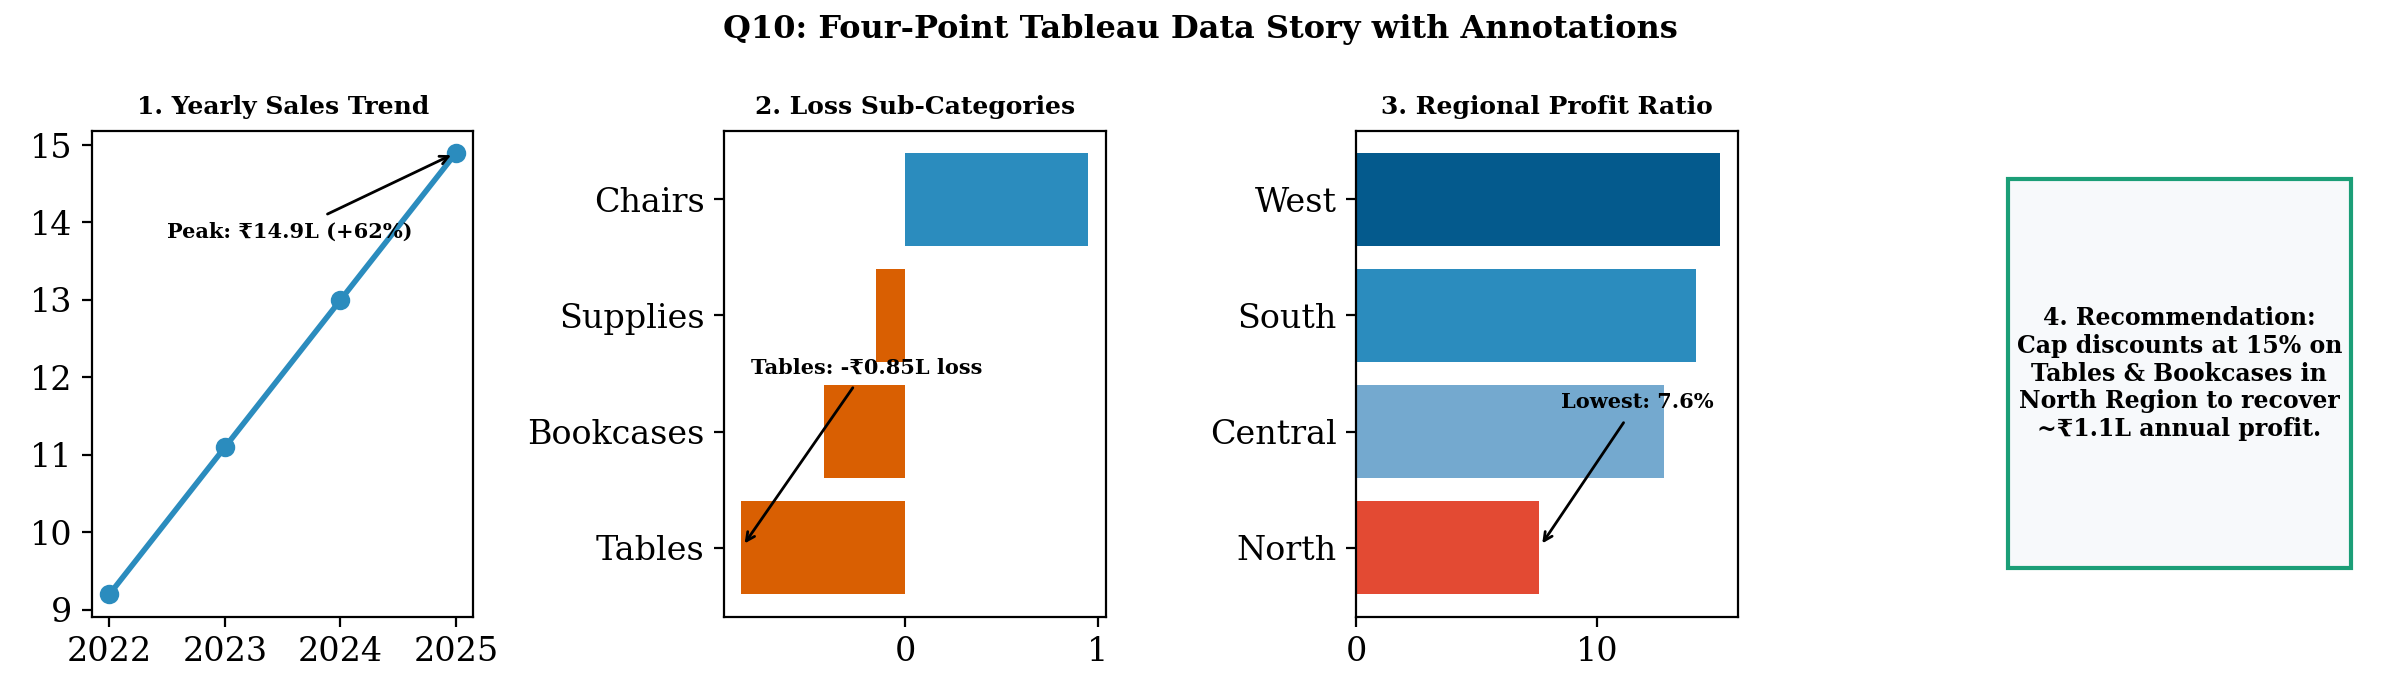 Q10: Four-Point Tableau Data Story with Annotations
1. Yearly Sales Trend
15
14
13
12
11
10
9
2022 2023 2024 2025
Peak: ₹14.9L (+62%)
2. Loss Sub-Categories
Chairs
Supplies
Bookcases
Tables
Tables: -₹0.85L loss
0 1
3. Regional Profit Ratio
West
South
Central
North
Lowest: 7.6%
0 10
4. Recommendation:
Cap discounts at 15% on
Tables & Bookcases in
North Region to recover
~₹1.1L annual profit.